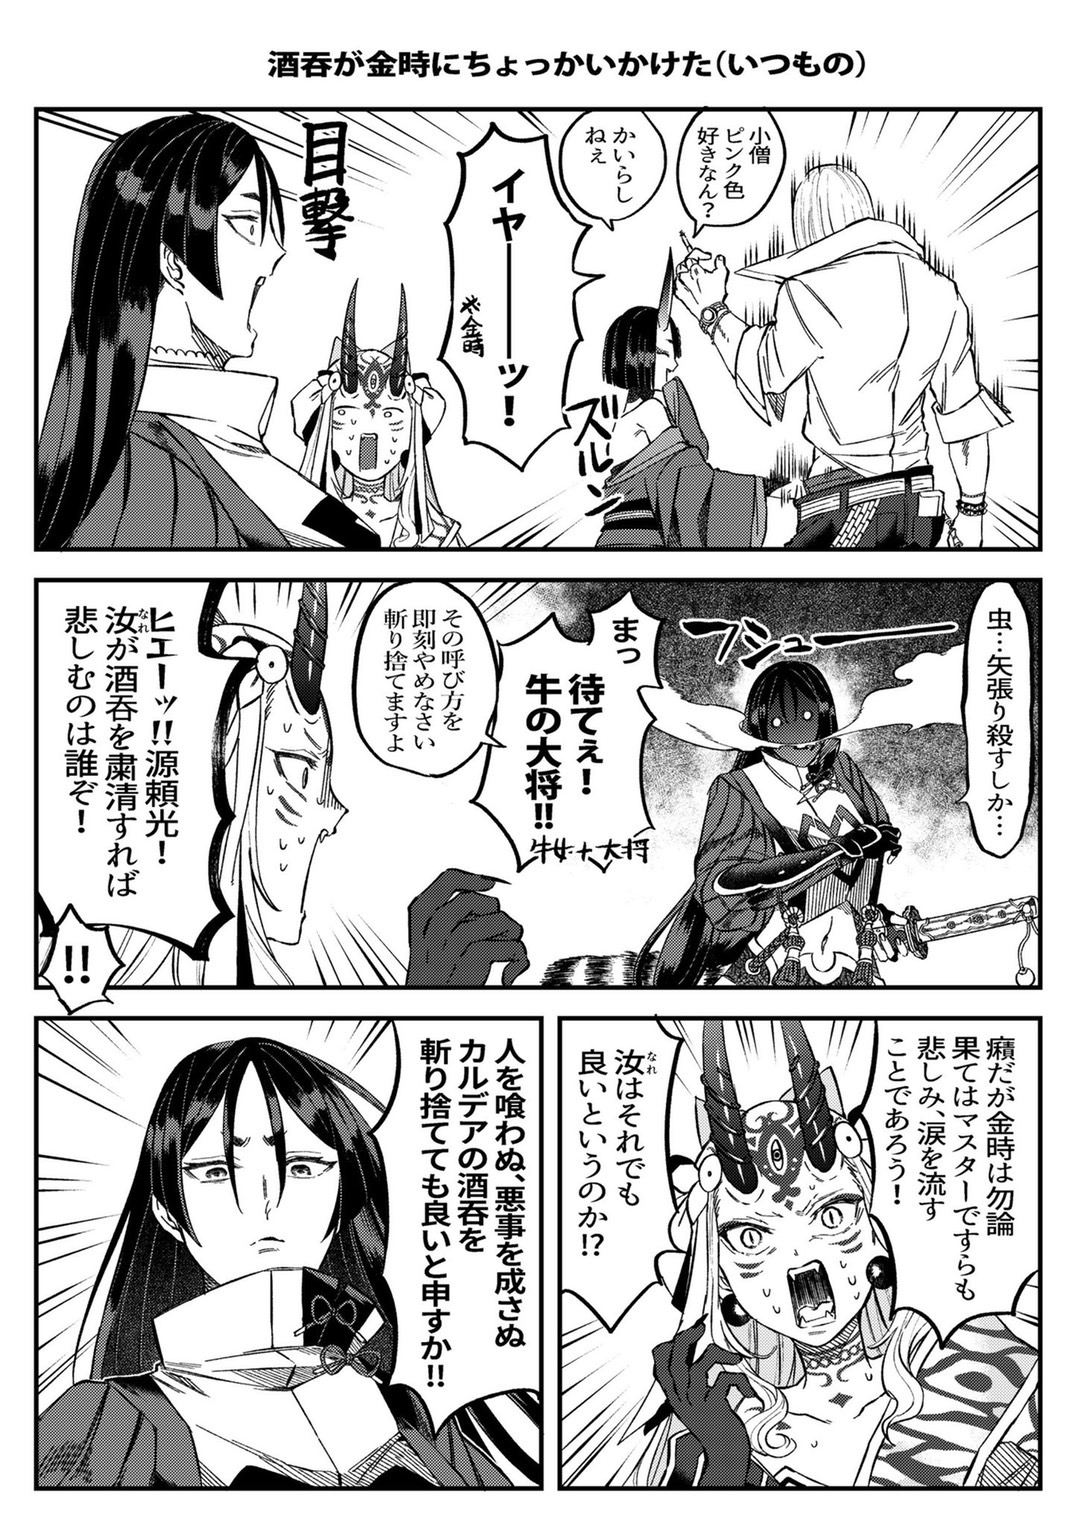 酒呑が金時にちょっかいかけた(いつもの)
小僧
ピンク色
好きなん?
かいらし
ねぇ
ズルン
イヤーーーッ!
目撃
虫…矢張り殺すしか…
フシューー
まっ
待てぇ!
牛の大将!!
牛女+大将
その呼び方を
即刻やめなさい
斬り捨てますよ
ヒエーッ!!源頼光!
汝が酒呑を粛清すれば
なれ
悲しむのは誰ぞ!
!!
癪だが金時は勿論
果てはマスターですらも
悲しみ、涙を流す
ことであろう!
汝はそれでも
なれ
良いというのか!?
人を喰わぬ、悪事を成さぬ
カルデアの酒呑を
斬り捨てても良いと申すか!!